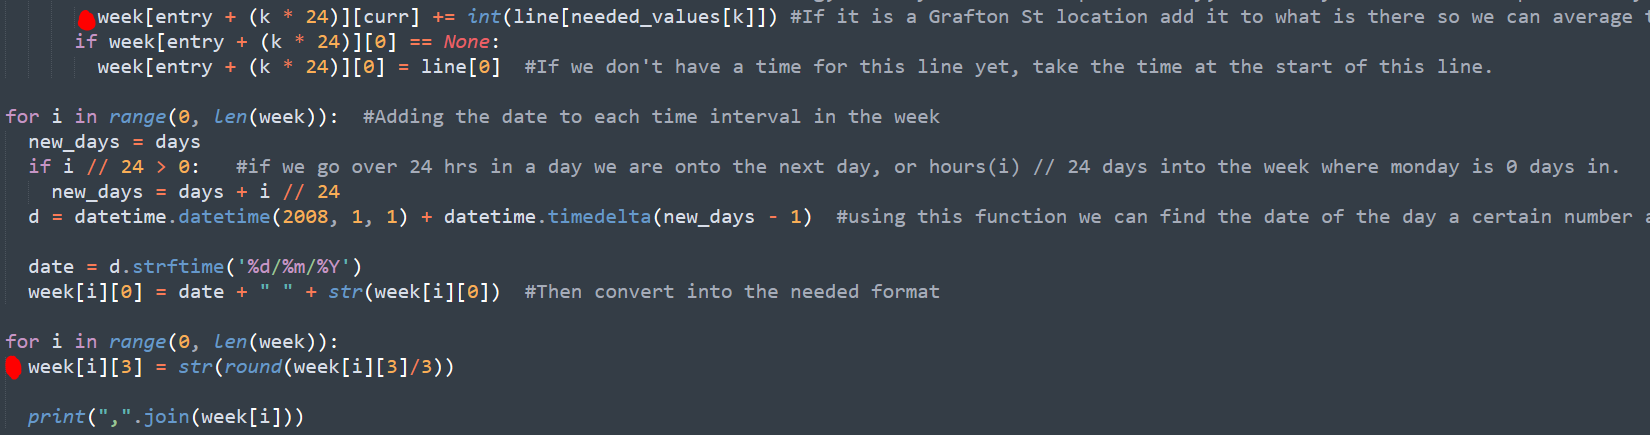 week[entry + (k * 24)][curr] += int(line[needed_values[k]]) #If it is a Grafton St location add it to what is there so we can average
if week[entry + (k * 24)][0] == None:
week[entry + (k * 24)][0] = line[0]  #If we don't have a time for this line yet, take the time at the start of this line.
for i in range(0, len(week)):  #Adding the date to each time interval in the week
new_days = days
if i // 24 > 0:   #if we go over 24 hrs in a day we are onto the next day, or hours(i) // 24 days into the week where monday is 0 days in.
new_days = days + i // 24
d = datetime.datetime(2008, 1, 1) + datetime.timedelta(new_days - 1)  #using this function we can find the date of the day a certain number
date = d.strftime('%d/%m/%Y')
week[i][0] = date + " " + str(week[i][0])  #Then convert into the needed format
for i in range(0, len(week)):
week[i][3] = str(round(week[i][3]/3))
print(",".join(week[i]))